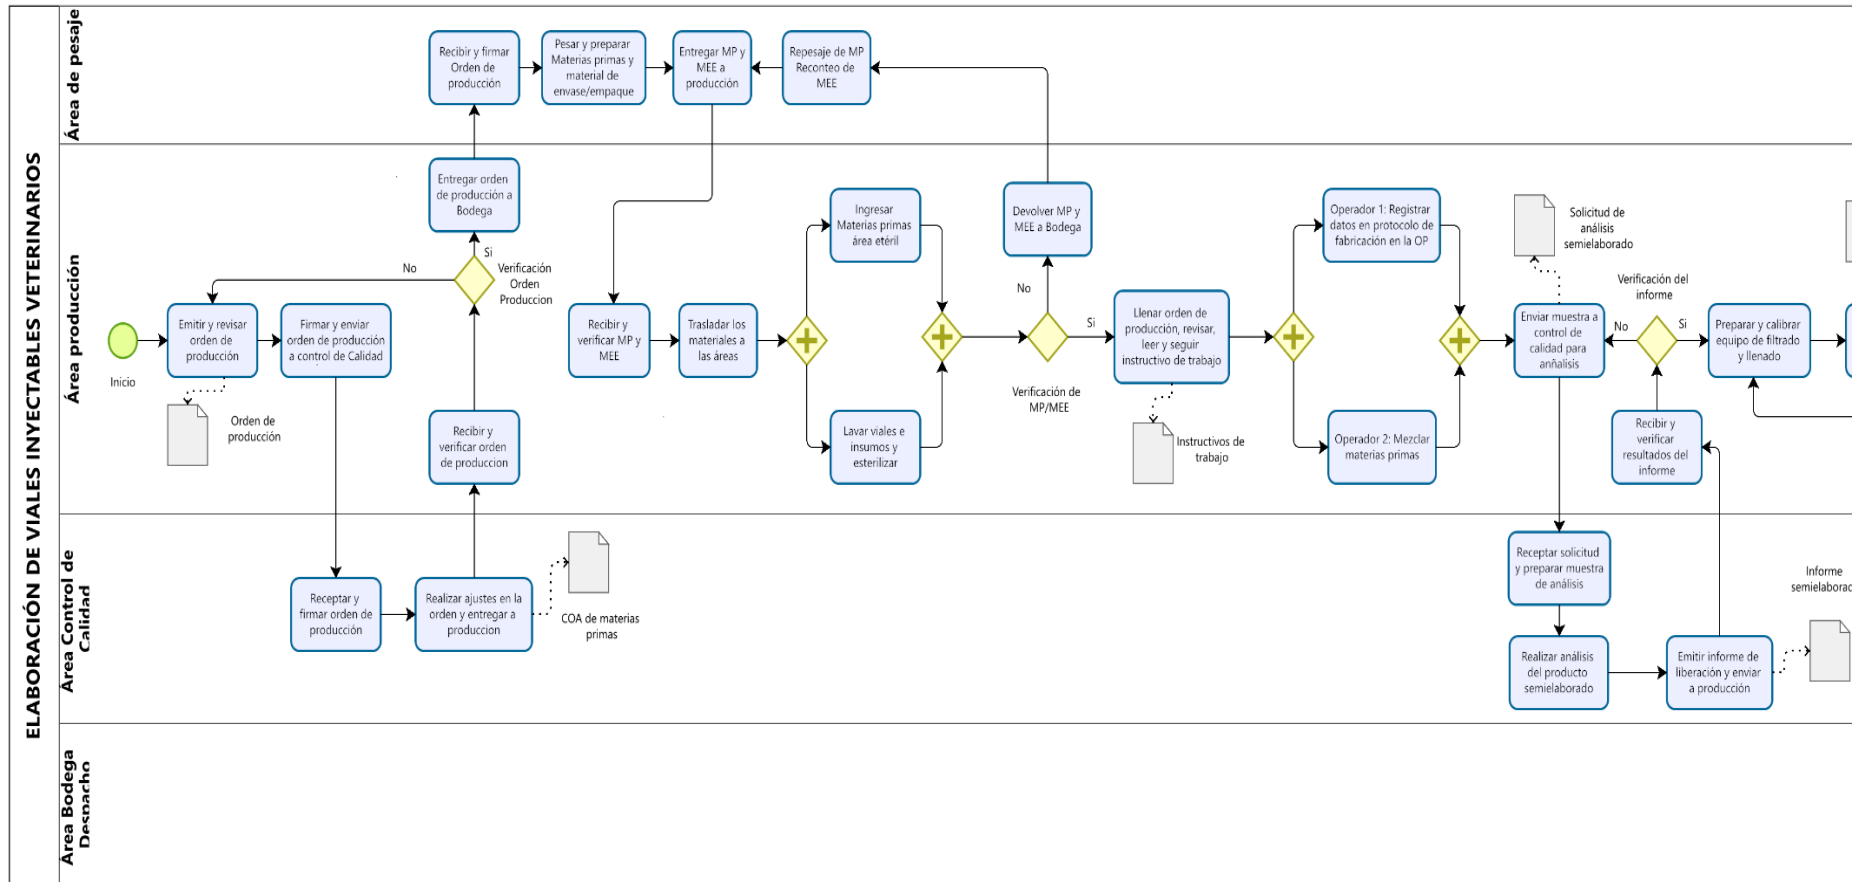 ELABORACIÓN DE VIALES INYECTABLES VETERINARIOS
Área de pesaje
Recibir y firmar
Orden de
producción
Pesar y preparar
Materias primas y
material de
envase/empaque
Entregar MP y
MEE a
producción
Repesaje de MP
Reconteo de
MEE
Área producción
Inicio
Emitir y revisar
orden de
producción
Orden de
producción
Firmar y enviar
orden de producción
a control de Calidad
Entregar orden
de producción a
Bodega
Si
No
Verificación
Orden
Produccion
Recibir y
verificar orden
de produccion
Recibir y
verificar MP y
MEE
Trasladar los
materiales a
las áreas
Ingresar
Materias primas
área etéril
Lavar viales e
insumos y
esterilizar
Devolver MP y
MEE a Bodega
No
Si
Verificación de
MP/MEE
Llenar orden de
producción, revisar,
leer y seguir
instructivo de trabajo
Instructivos de
trabajo
Operador 1: Registrar
datos en protocolo de
fabricación en la OP
Operador 2: Mezclar
materias primas
Solicitud de
análisis
semielaborado
Enviar muestra a
control de
calidad para
añnalisis
Verificación del
informe
No
Si
Recibir y
verificar
resultados del
informe
Preparar y calibrar
equipo de filtrado
y llenado
Área Control de
Calidad
Receptar y
firmar orden de
producción
Realizar ajustes en la
orden y entregar a
produccion
COA de materias
primas
Receptar solicitud
y preparar muestra
de análisis
Realizar análisis
del producto
semielaborado
Emitir informe de
liberación y enviar
a producción
Informe
semielaborad
Área Bodega
Despacho